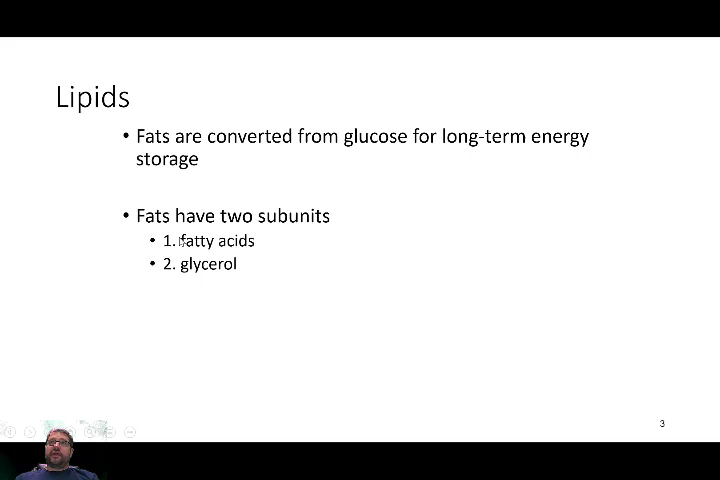 Lipids
• Fats are converted from glucose for long-term energy
storage
• Fats have two subunits
• 1. fatty acids
• 2. glycerol
3